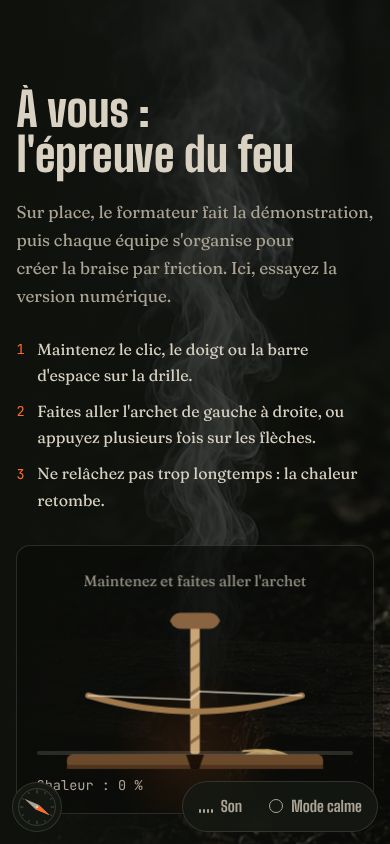 À vous :
l'épreuve du feu
Sur place, le formateur fait la démonstration,
puis chaque équipe s'organise pour
créer la braise par friction. Ici, essayez la
version numérique.
1 Maintenez le clic, le doigt ou la barre
d'espace sur la drille.
2 Faites aller l'archet de gauche à droite, ou
appuyez plusieurs fois sur les flèches.
3 Ne relâchez pas trop longtemps : la chaleur
retombe.
Maintenez et faites aller l'archet
Chaleur : 0 %
Son
Mode calme